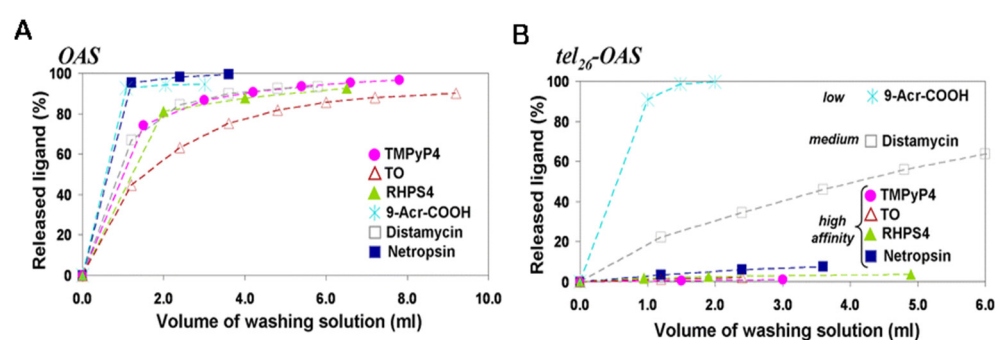 A
OAS
Released ligand (%)
100
80
60
40
20
0
0.0 2.0 4.0 6.0 8.0 10.0
Volume of washing solution (ml)
TMPyP4
TO
RHPS4
9-Acr-COOH
Distamycin
Netropsin
B
tel26-OAS
Released ligand (%)
100
80
60
40
20
0
0.0 1.0 2.0 3.0 4.0 5.0 6.0
Volume of washing solution (ml)
low 9-Acr-COOH
medium Distamycin
high affinity
TMPyP4
TO
RHPS4
Netropsin